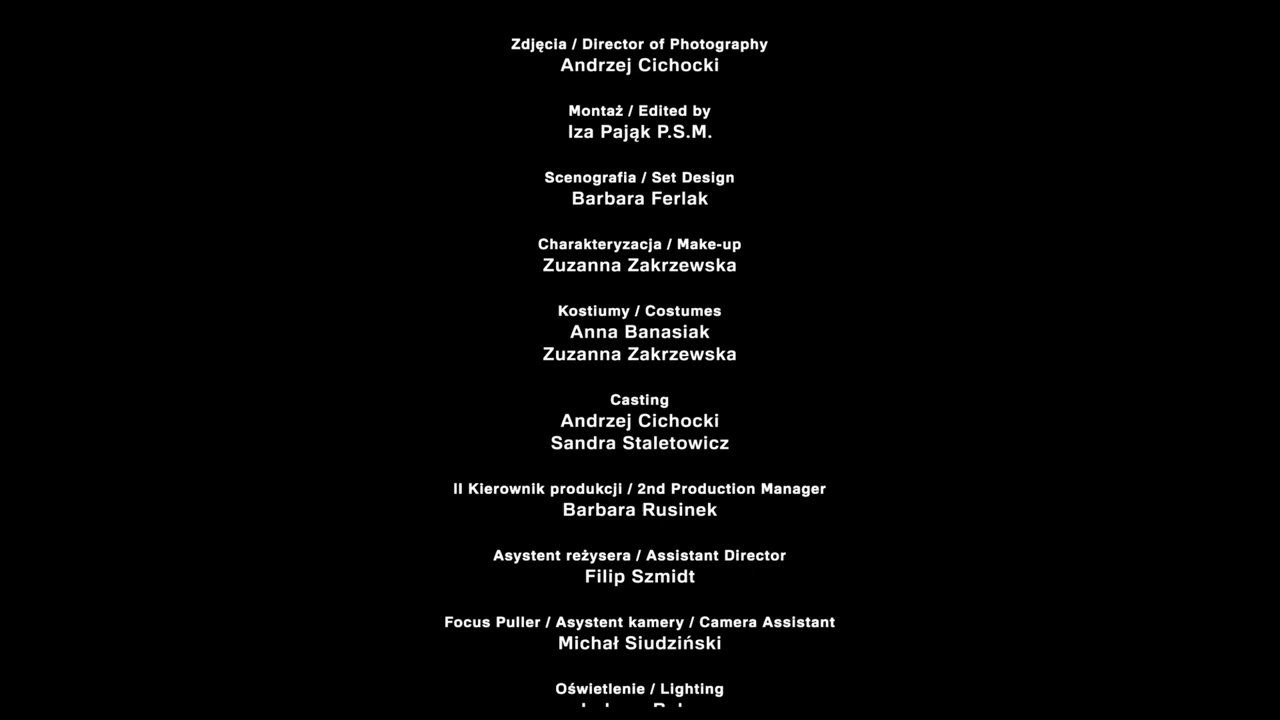 Zdjęcia / Director of Photography
Andrzej Cichocki
Montaż / Edited by
Iza Pająk P.S.M.
Scenografia / Set Design
Barbara Ferlak
Charakteryzacja / Make-up
Zuzanna Zakrzewska
Kostiumy / Costumes
Anna Banasiak
Zuzanna Zakrzewska
Casting
Andrzej Cichocki
Sandra Staletowicz
II Kierownik produkcji / 2nd Production Manager
Barbara Rusinek
Asystent reżysera / Assistant Director
Filip Szmidt
Focus Puller / Asystent kamery / Camera Assistant
Michał Siudziński
Oświetlenie / Lighting